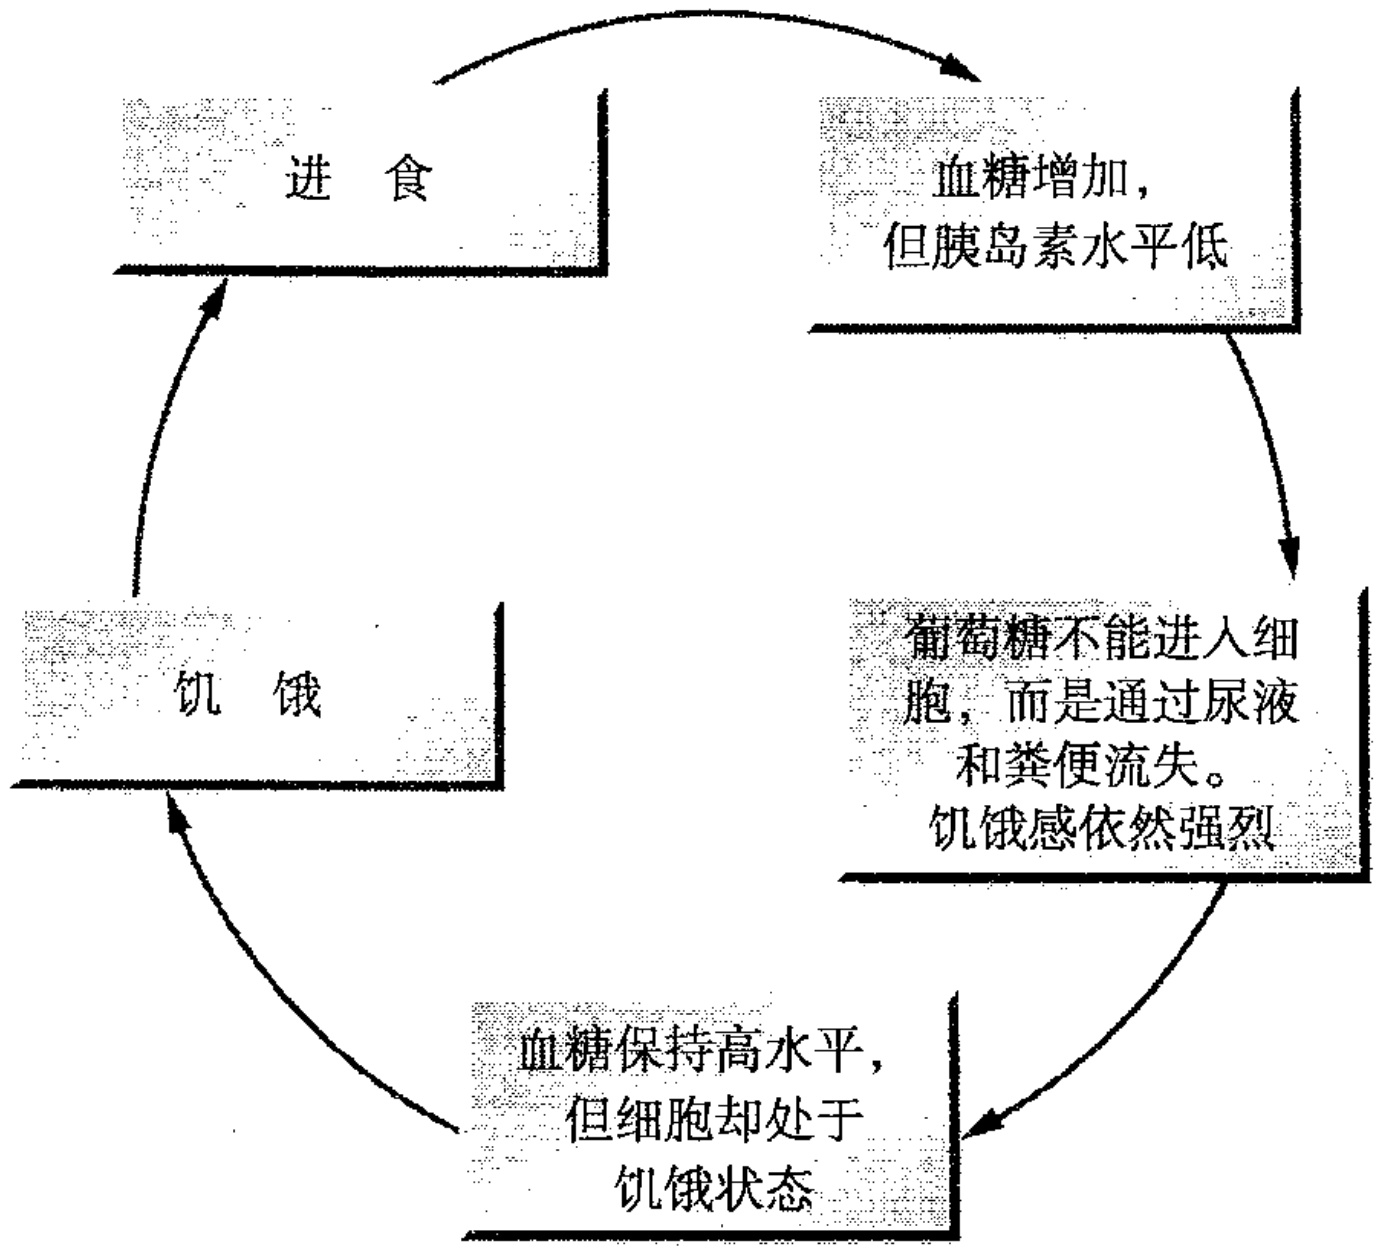 进 食
血糖增加，
但胰岛素水平低
葡萄糖不能进入细
胞，而是通过尿液
和粪便流失。
饥饿感依然强烈
血糖保持高水平，
但细胞却处于
饥饿状态
饥 饿